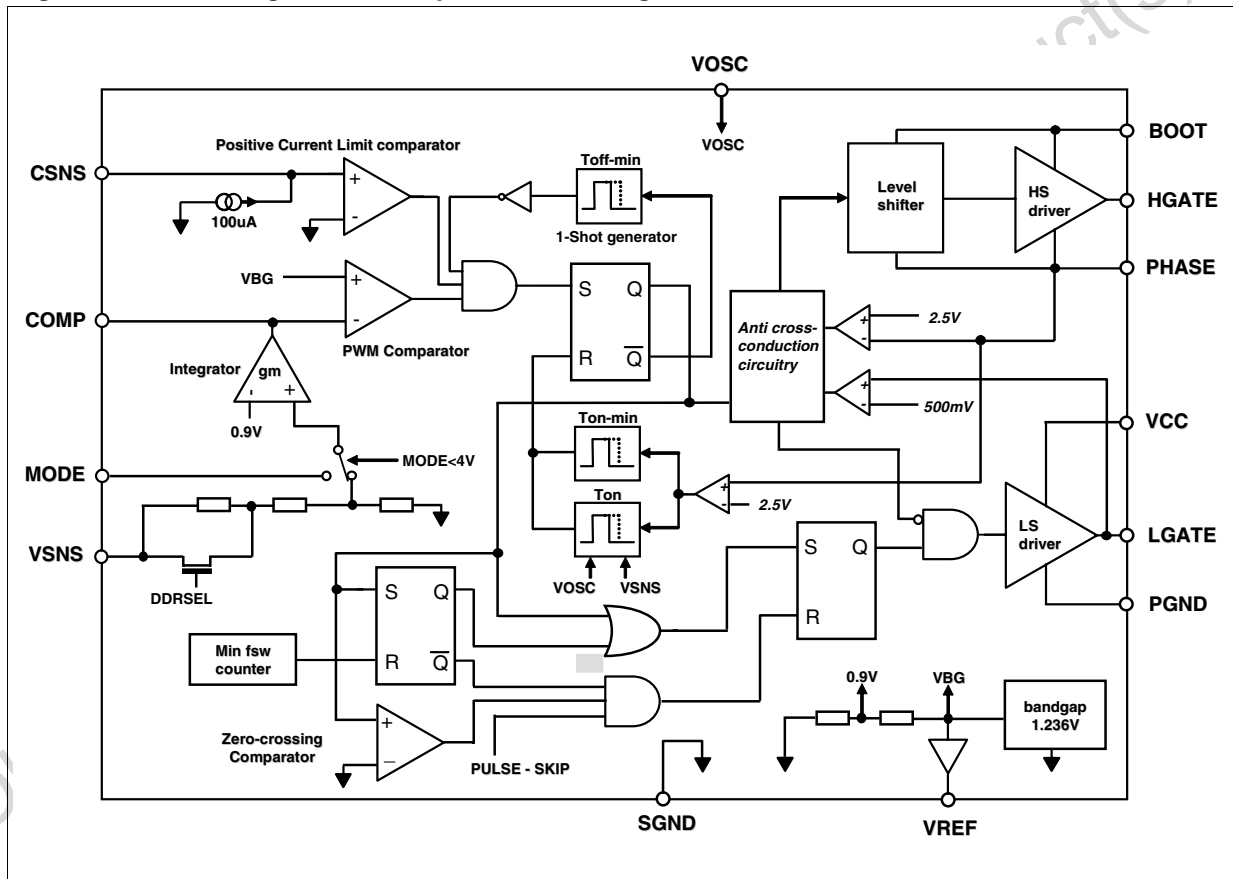 VOSC
VOSC
BOOT
HGATE
PHASE
VCC
LGATE
PGND
CSNS
COMP
MODE
VSNS
Positive Current Limit comparator
+
-
100uA
Toff-min
1-Shot generator
Level
shifter
HS
driver
VBG
+
-
PWM Comparator
S Q
R Q
Integrator
gm
- +
0.9V
MODE<4V
DDRSEL
Anti cross-
conduction
circuitry
+
-
2.5V
+
-
500mV
Ton-min
Ton
+
-
2.5V
VOSC VSNS
S Q
R
LS
driver
S Q
R Q
Min fsw
counter
+
–
Zero-crossing
Comparator
PULSE - SKIP
0.9V
VBG
bandgap
1.236V
SGND
VREF